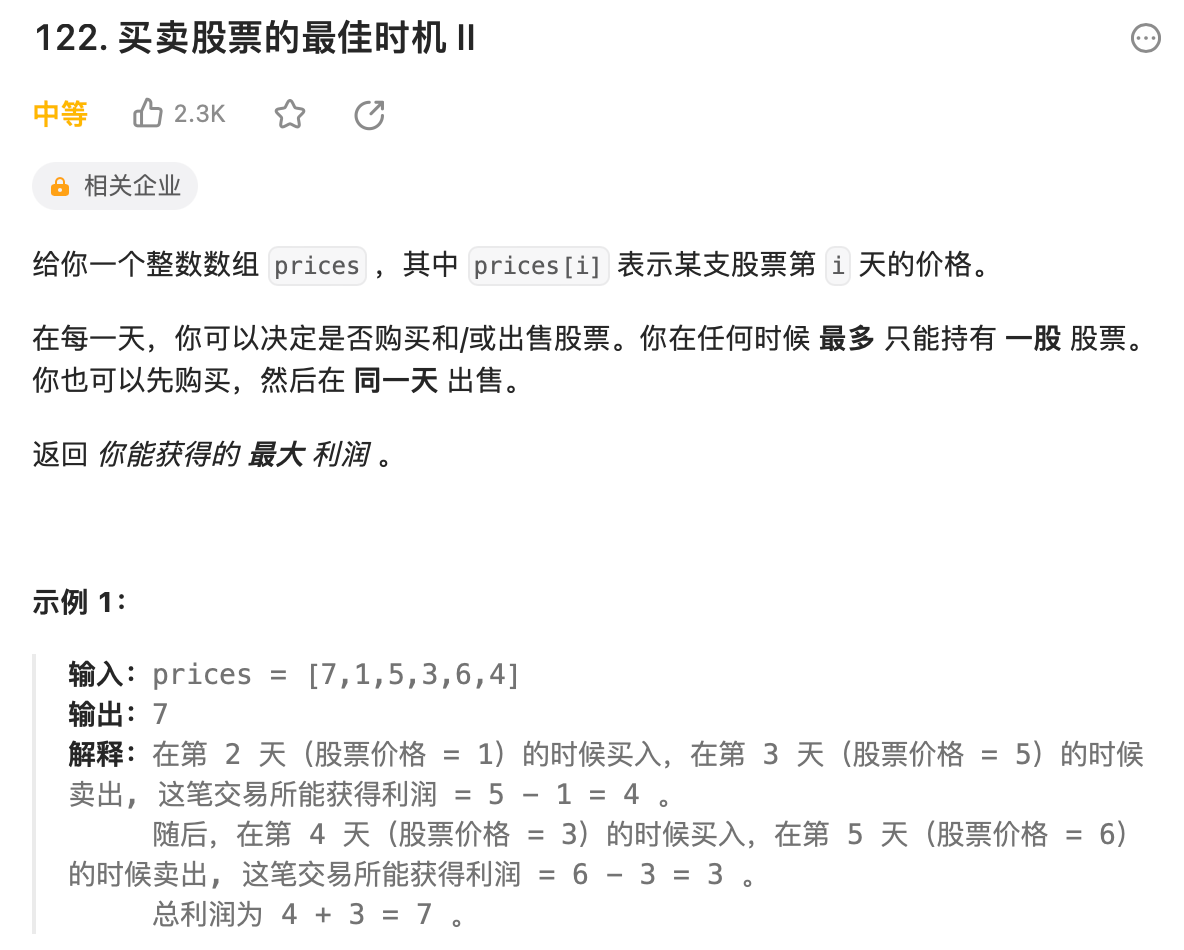 122. 买卖股票的最佳时机 II
中等 2.3K
相关企业
给你一个整数数组 prices ，其中 prices[i] 表示某支股票第 i 天的价格。
在每一天，你可以决定是否购买和/或出售股票。你在任何时候 最多 只能持有 一股 股票。
你也可以先购买，然后在 同一天 出售。
返回 你能获得的 最大 利润 。
示例 1：
输入：prices = [7,1,5,3,6,4]
输出：7
解释：在第 2 天（股票价格 = 1）的时候买入，在第 3 天（股票价格 = 5）的时候
卖出, 这笔交易所能获得利润 = 5 - 1 = 4 。
随后，在第 4 天（股票价格 = 3）的时候买入，在第 5 天（股票价格 = 6）
的时候卖出, 这笔交易所能获得利润 = 6 - 3 = 3 。
总利润为 4 + 3 = 7 。